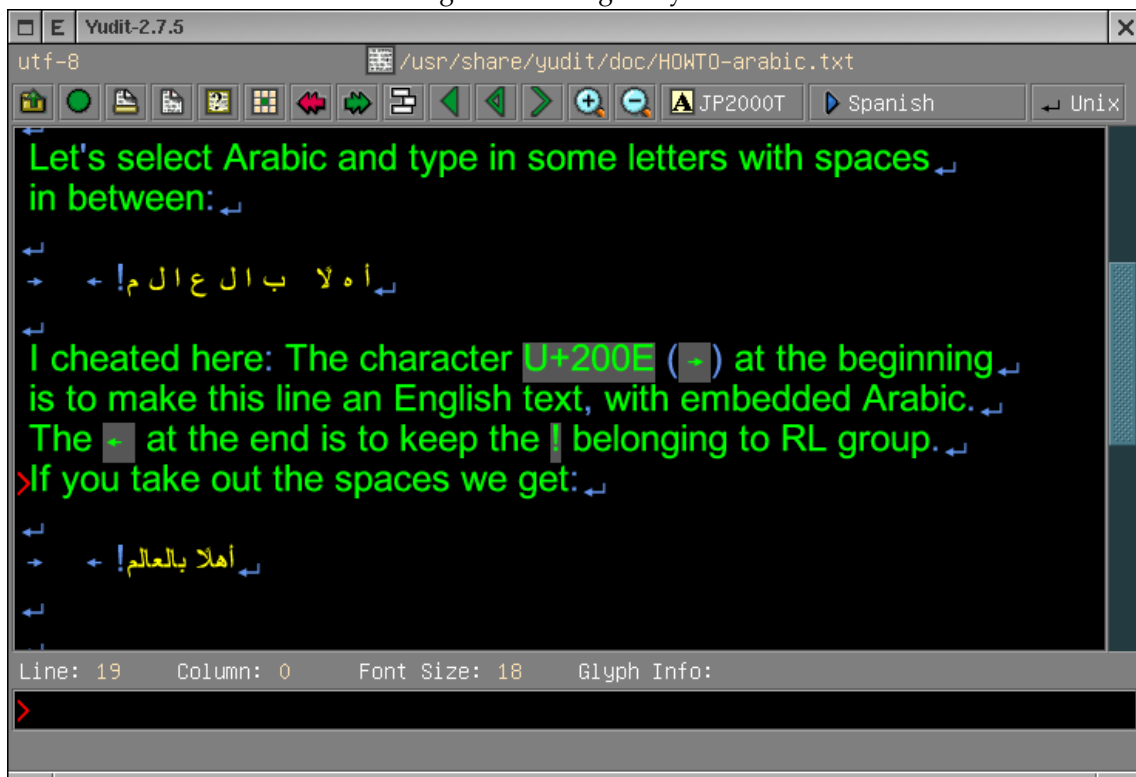 Yudit-2.7.5
utf-8 /usr/share/yudit/doc/HOWTO-arabic.txt
JP2000T Spanish Unix
Let's select Arabic and type in some letters with spaces
in between:
أ ه لا ب ا ل ع ا ل م!
I cheated here: The character U+200E (→) at the beginning
is to make this line an English text, with embedded Arabic.
The ← at the end is to keep the ! belonging to RL group.
If you take out the spaces we get:
أهلا بالعالم!
Line: 19 Column: 0 Font Size: 18 Glyph Info: